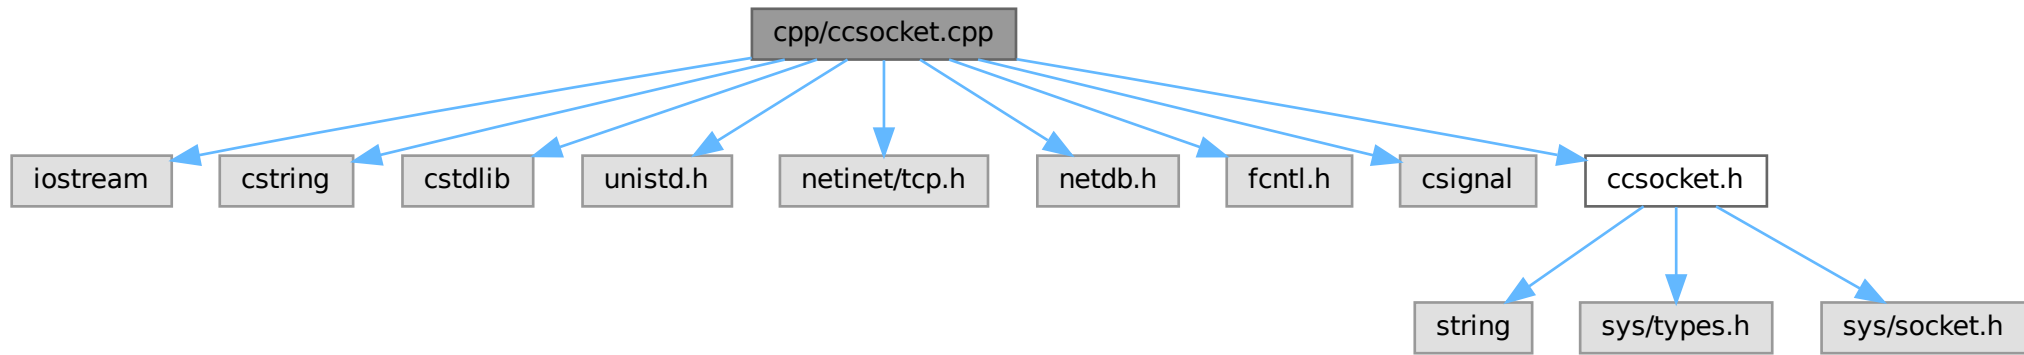 cpp/ccsocket.cpp
iostream
cstring
cstdlib
unistd.h
netinet/tcp.h
netdb.h
fcntl.h
csignal
ccsocket.h
string
sys/types.h
sys/socket.h